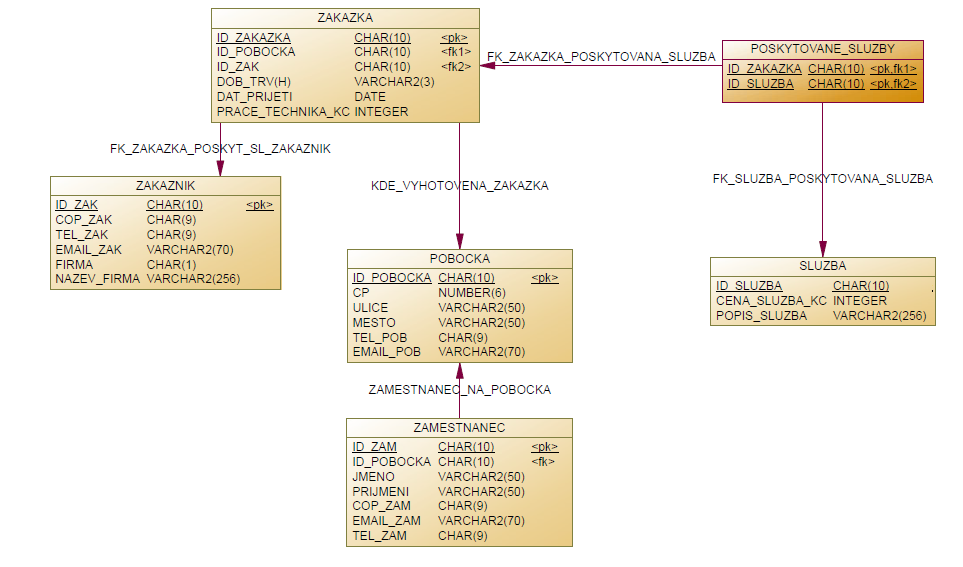 ZAKAZKA
ID_ZAKAZKA CHAR(10) <pk>
ID_POBOCKA CHAR(10) <fk1>
ID_ZAK CHAR(10) <fk2>
DOB_TRV(H) VARCHAR2(3)
DAT_PRIJETI DATE
PRACE_TECHNIKA_KC INTEGER
FK_ZAKAZKA_POSKYTOVANA_SLUZBA
POSKYTOVANE_SLUZBY
ID_ZAKAZKA CHAR(10) <pk,fk1>
ID_SLUZBA CHAR(10) <pk,fk2>
FK_ZAKAZKA_POSKYT_SL_ZAKAZNIK
KDE_VYHOTOVENA_ZAKAZKA
FK_SLUZBA_POSKYTOVANA_SLUZBA
ZAKAZNIK
ID_ZAK CHAR(10) <pk>
COP_ZAK CHAR(9)
TEL_ZAK CHAR(9)
EMAIL_ZAK VARCHAR2(70)
FIRMA CHAR(1)
NAZEV_FIRMA VARCHAR2(256)
POBOCKA
ID_POBOCKA CHAR(10) <pk>
CP NUMBER(6)
ULICE VARCHAR2(50)
MESTO VARCHAR2(50)
TEL_POB CHAR(9)
EMAIL_POB VARCHAR2(70)
SLUZBA
ID_SLUZBA CHAR(10)
CENA_SLUZBA_KC INTEGER
POPIS_SLUZBA VARCHAR2(256)
ZAMESTNANEC_NA_POBOCKA
ZAMESTNANEC
ID_ZAM CHAR(10) <pk>
ID_POBOCKA CHAR(10) <fk>
JMENO VARCHAR2(50)
PRIJMENI VARCHAR2(50)
COP_ZAM CHAR(9)
EMAIL_ZAM VARCHAR2(70)
TEL_ZAM CHAR(9)